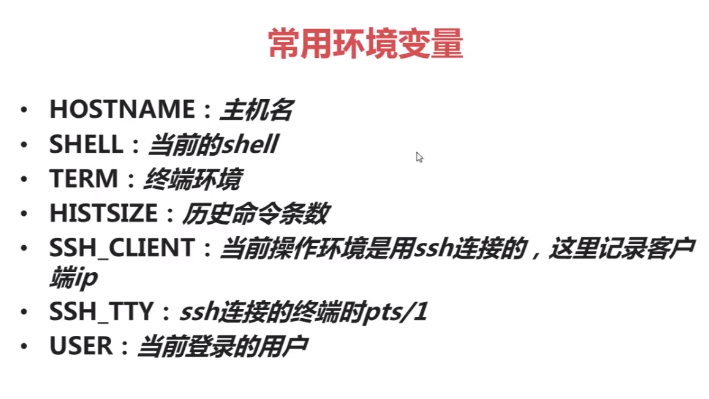 常用环境变量
• HOSTNAME：主机名
• SHELL：当前的shell
• TERM：终端环境
• HISTSIZE：历史命令条数
• SSH_CLIENT：当前操作环境是用ssh连接的，这里记录客户
端ip
• SSH_TTY：ssh连接的终端时pts/1
• USER：当前登录的用户